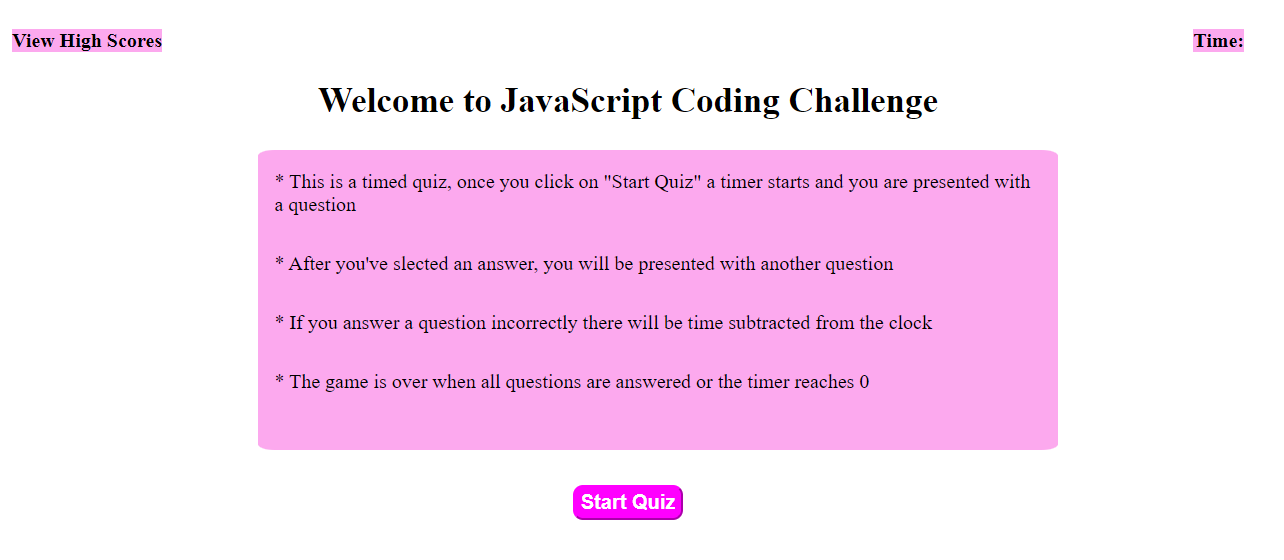 View High Scores
Time:
Welcome to JavaScript Coding Challenge
* This is a timed quiz, once you click on "Start Quiz" a timer starts and you are presented with
a question
* After you've slected an answer, you will be presented with another question
* If you answer a question incorrectly there will be time subtracted from the clock
* The game is over when all questions are answered or the timer reaches 0
Start Quiz